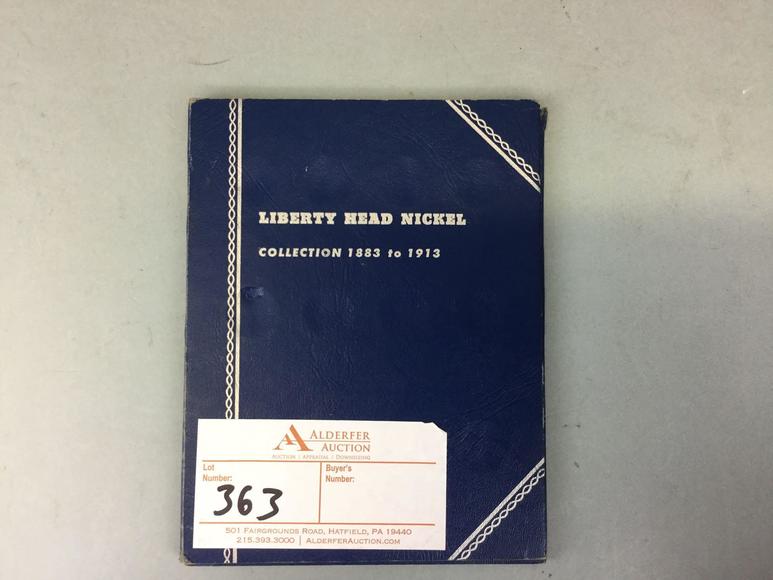 LIBERTY HEAD NICKEL
COLLECTION 1883 to 1913
ALDERFER
AUCTION
AUCTION | APPRAISAL | DOWNSIZING
Lot
Number:
363
Buyer's
Number:
501 FAIRGROUNDS ROAD, HATFIELD, PA 19440
215.393.3000 | ALDERFERAUCTION.COM